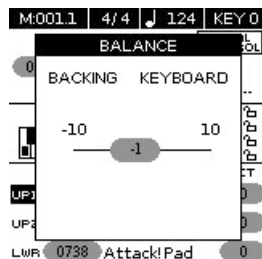 M:001.1 4/4 ♩ 124 KEY 0
BALANCE
BACKING KEYBOARD
-10 10
-1
UP1
UP2
LWR 0738 Attack!Pad 0